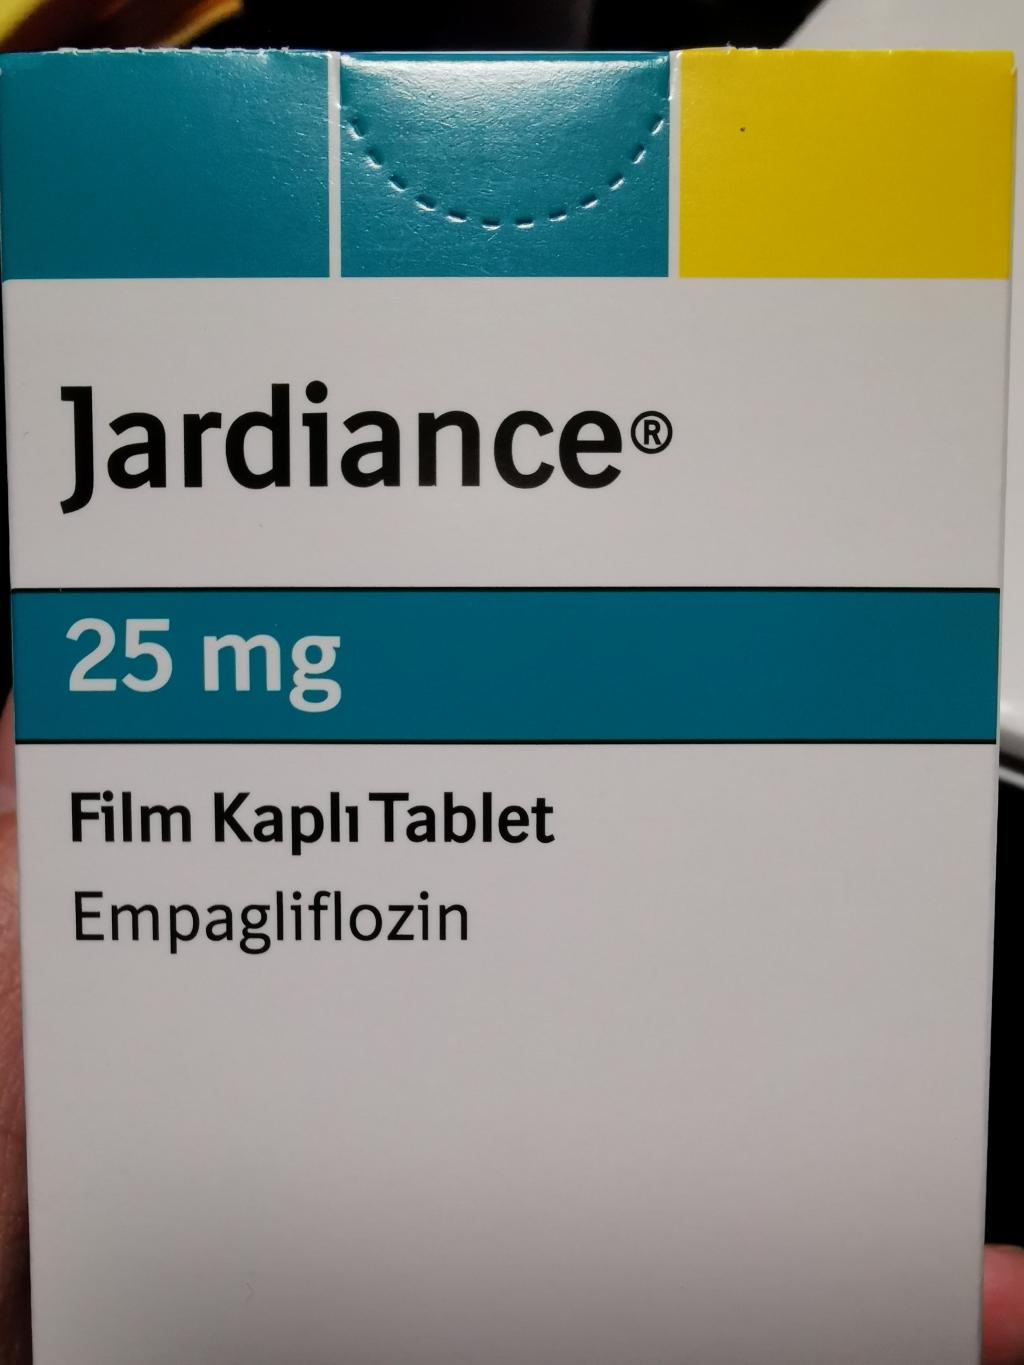 Jardiance®
25 mg
Film Kaplı Tablet
Empagliflozin